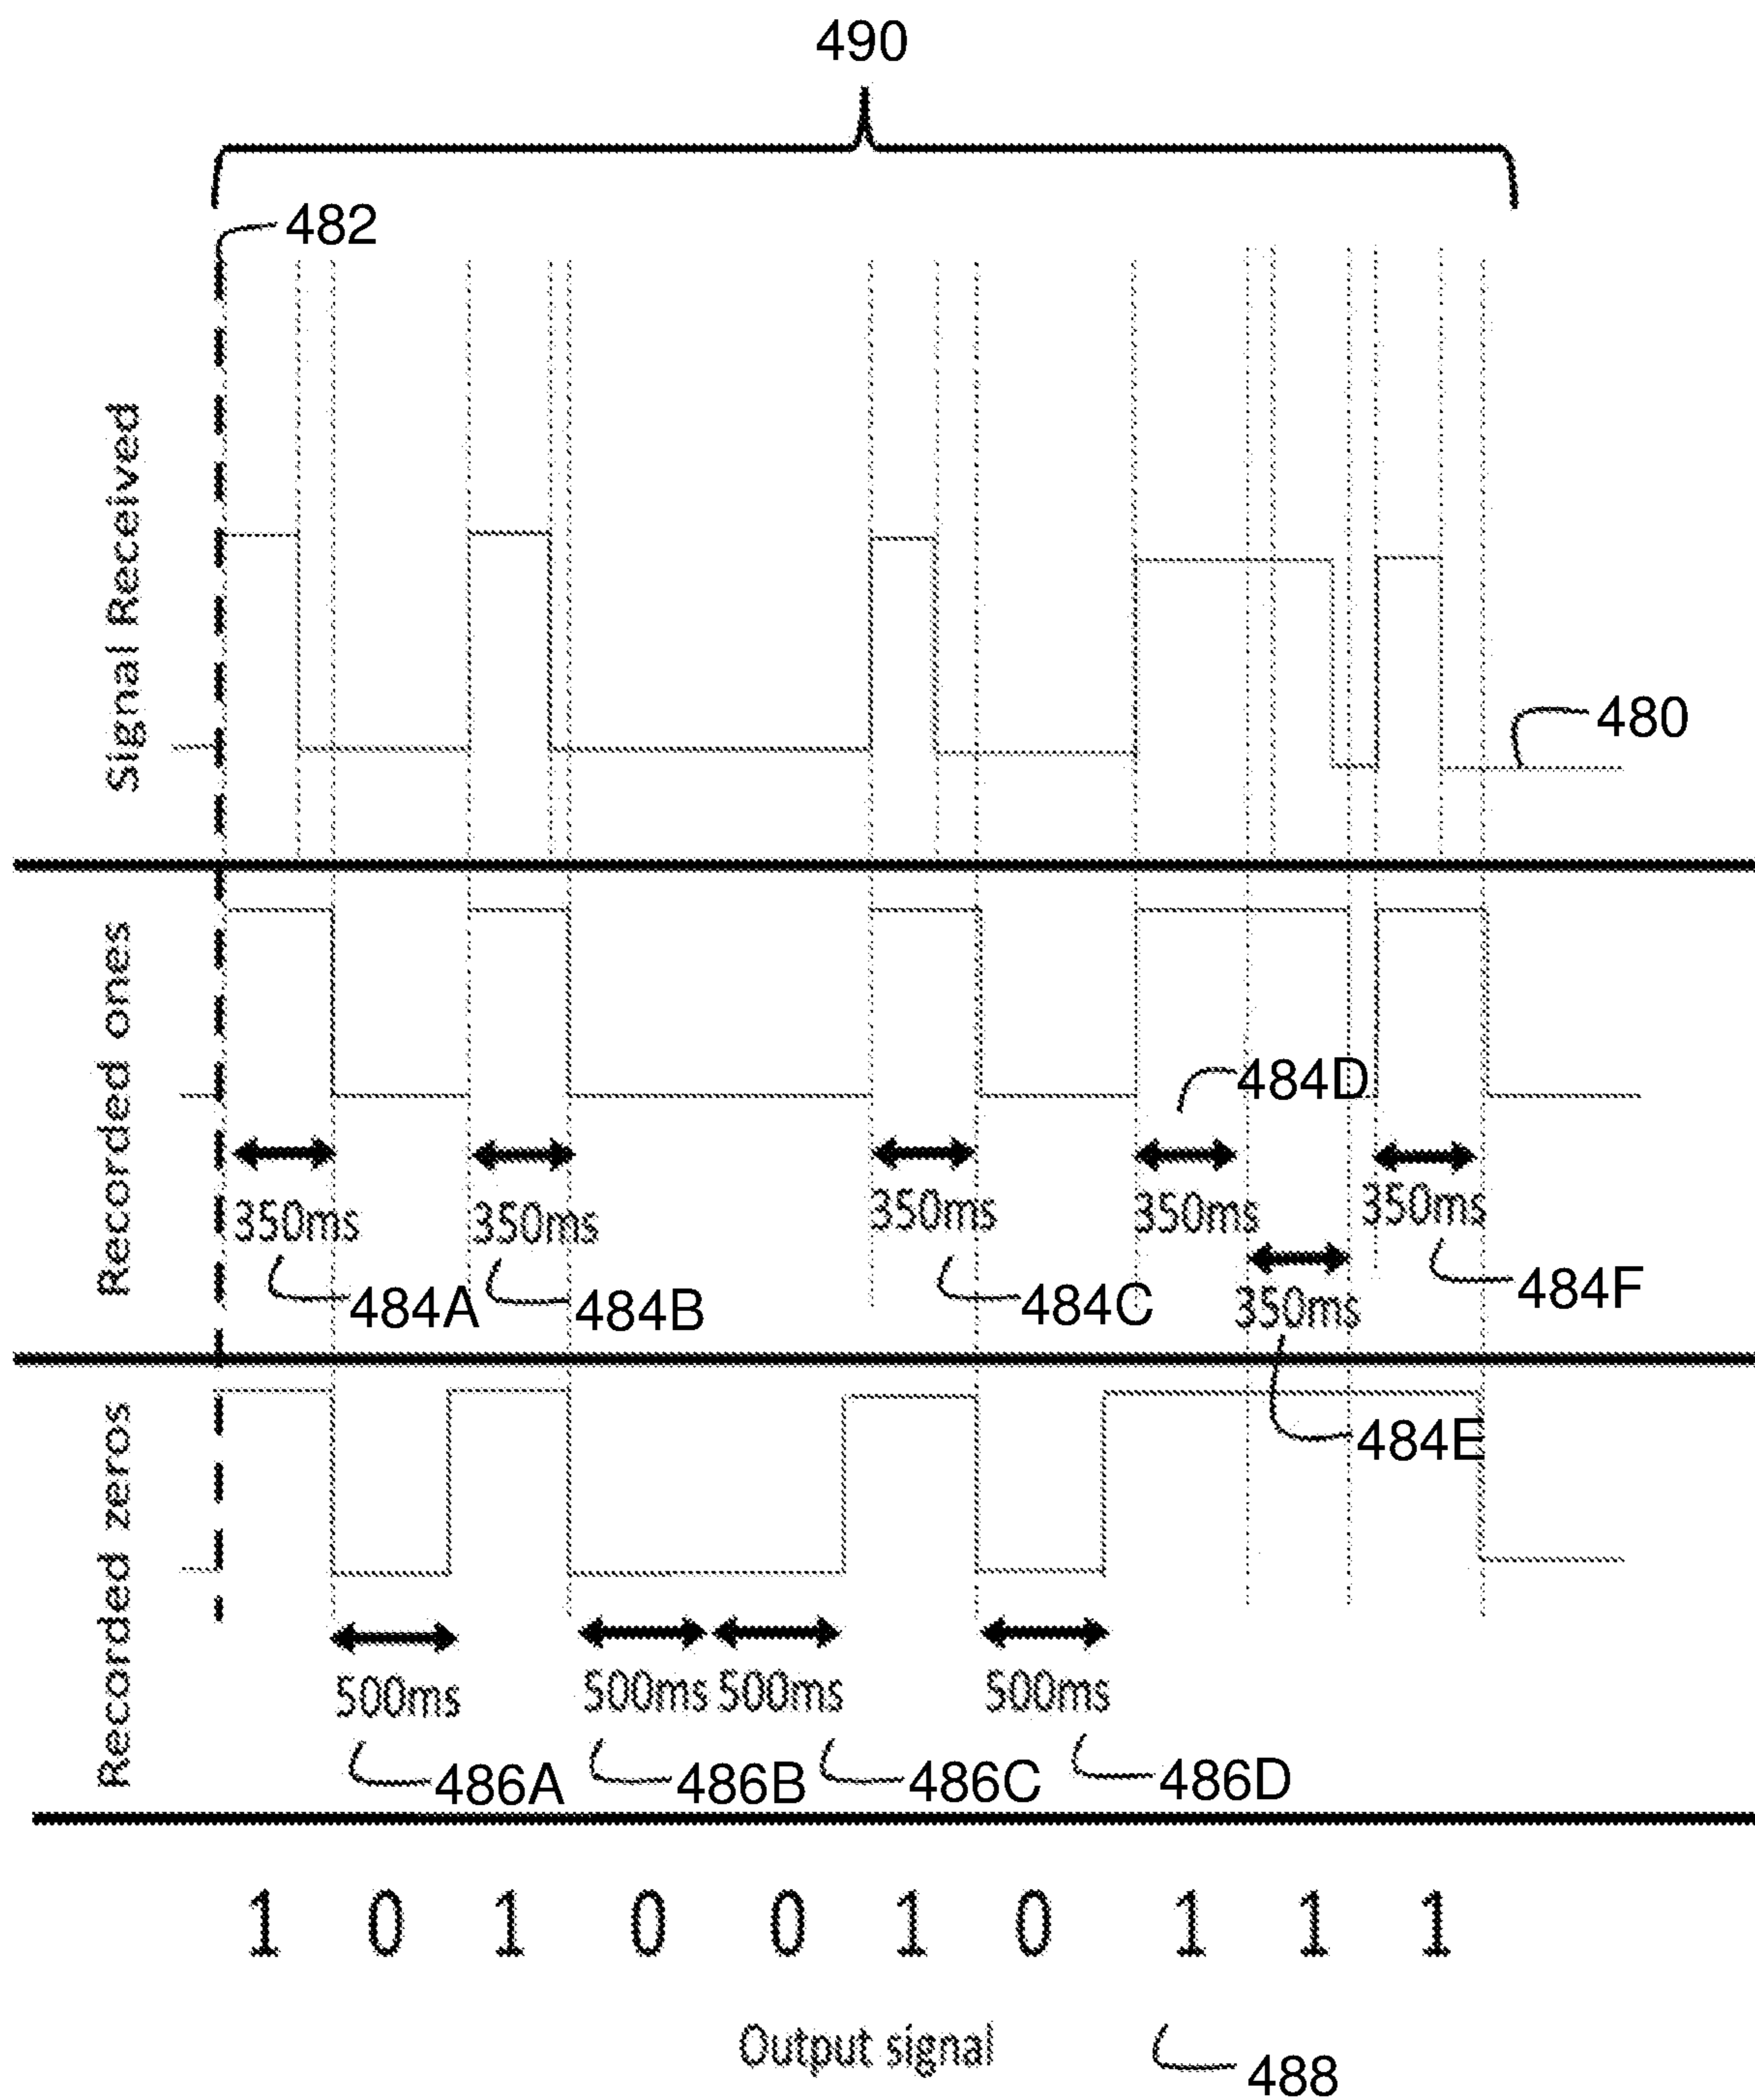 490
482
Signal Received
480
Recorded ones
484D
350ms
350ms
350ms
350ms
350ms
484A
484B
484C
350ms
484F
Recorded zeros
484E
500ms
500ms
500ms
500ms
486A
486B
486C
486D
1 0 1 0 0 1 0 1 1 1
Output signal
488